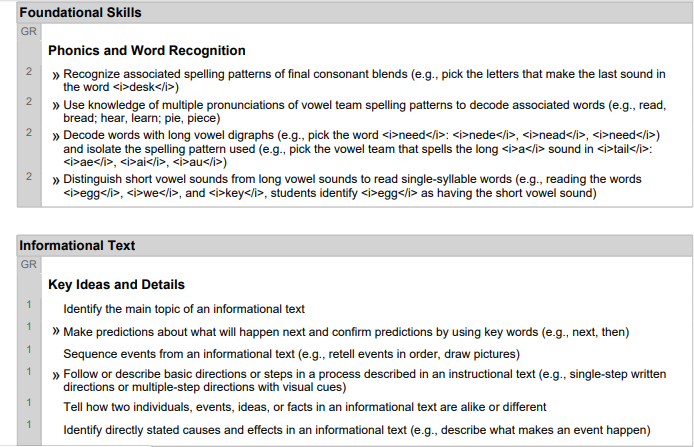 Foundational Skills
GR
Phonics and Word Recognition
2 » Recognize associated spelling patterns of final consonant blends (e.g., pick the letters that make the last sound in
the word <i>desk</i>)
2 » Use knowledge of multiple pronunciations of vowel team spelling patterns to decode associated words (e.g., read,
bread; hear, learn; pie, piece)
2 » Decode words with long vowel digraphs (e.g., pick the word <i>need</i>: <i>nede</i>, <i>nead</i>, <i>need</i>)
and isolate the spelling pattern used (e.g., pick the vowel team that spells the long <i>a</i> sound in <i>tail</i>:
<i>ae</i>, <i>ai</i>, <i>au</i>)
2 » Distinguish short vowel sounds from long vowel sounds to read single-syllable words (e.g., reading the words
<i>egg</i>, <i>we</i>, and <i>key</i>, students identify <i>egg</i> as having the short vowel sound)
Informational Text
GR
Key Ideas and Details
1 Identify the main topic of an informational text
1 » Make predictions about what will happen next and confirm predictions by using key words (e.g., next, then)
1 Sequence events from an informational text (e.g., retell events in order, draw pictures)
1 » Follow or describe basic directions or steps in a process described in an instructional text (e.g., single-step written
directions or multiple-step directions with visual cues)
1 Tell how two individuals, events, ideas, or facts in an informational text are alike or different
1 Identify directly stated causes and effects in an informational text (e.g., describe what makes an event happen)